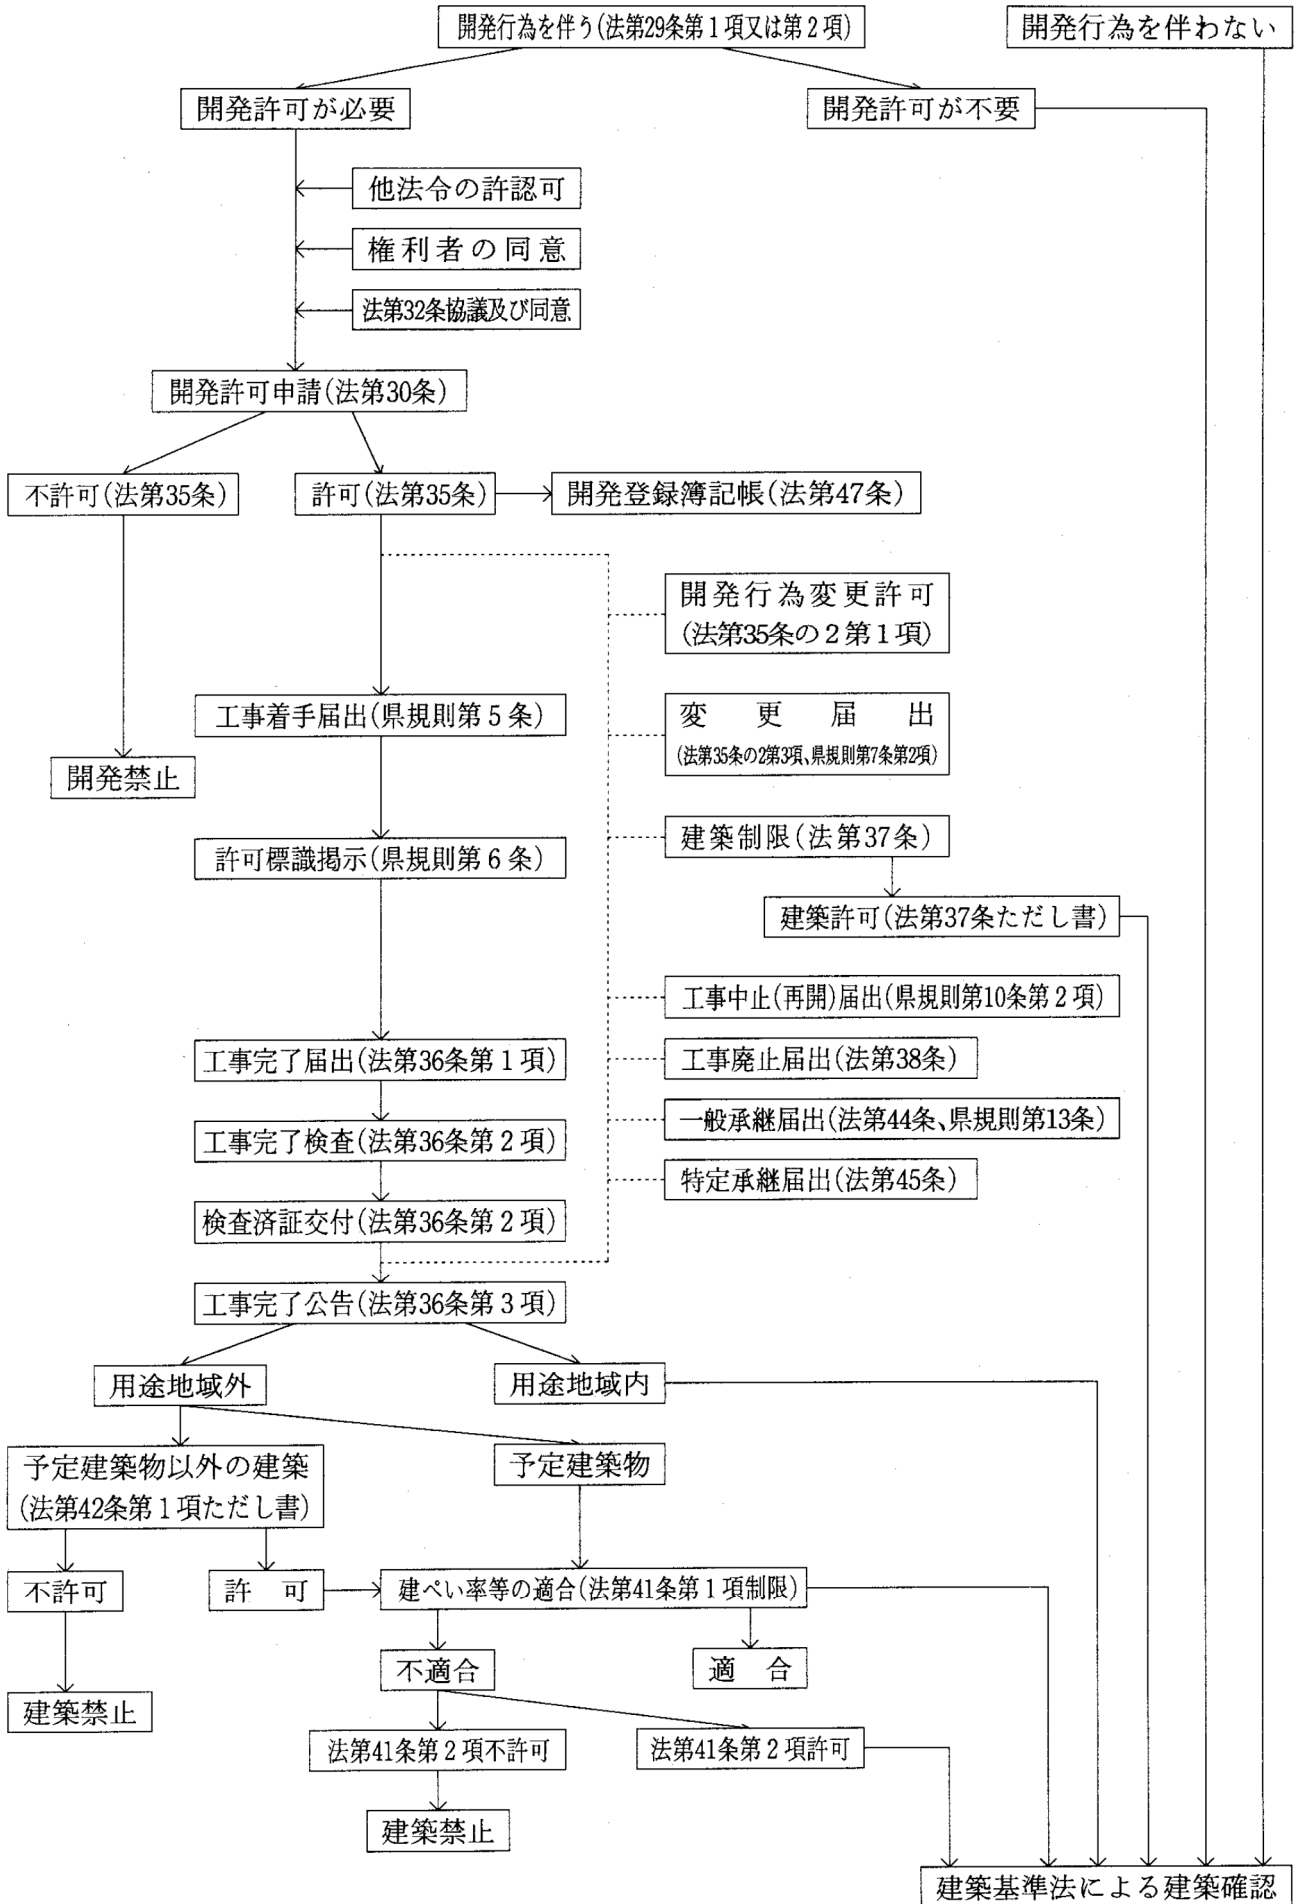 開発行為を伴う(法第29条第1項又は第2項)
開発行為を伴わない
開発許可が必要
開発許可が不要
他法令の許認可
権利者の同意
法第32条協議及び同意
開発許可申請(法第30条)
不許可(法第35条)
許可(法第35条)
開発登録簿記帳(法第47条)
開発行為変更許可
(法第35条の2第1項)
工事着手届出(県規則第5条)
変更届出
(法第35条の2第3項、県規則第7条第2項)
開発禁止
建築制限(法第37条)
許可標識掲示(県規則第6条)
建築許可(法第37条ただし書)
工事中止(再開)届出(県規則第10条第2項)
工事完了届出(法第36条第1項)
工事廃止届出(法第38条)
一般承継届出(法第44条、県規則第13条)
工事完了検査(法第36条第2項)
特定承継届出(法第45条)
検査済証交付(法第36条第2項)
工事完了公告(法第36条第3項)
用途地域外
用途地域内
予定建築物以外の建築
(法第42条第1項ただし書)
予定建築物
不許可
許可
建ぺい率等の適合(法第41条第1項制限)
不適合
適合
建築禁止
法第41条第2項不許可
法第41条第2項許可
建築禁止
建築基準法による建築確認